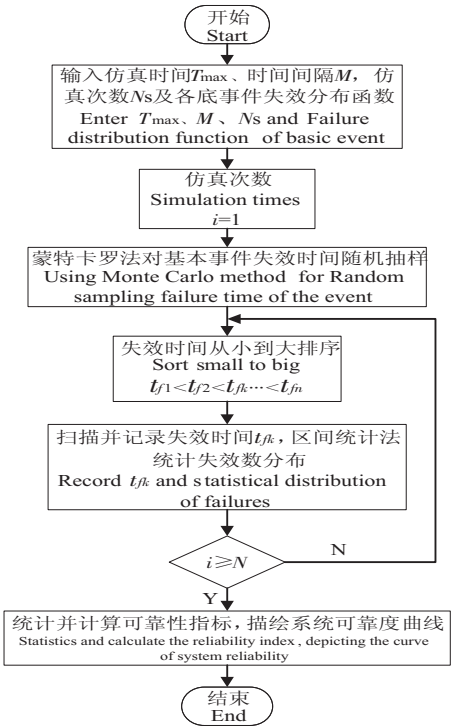 开始
Start
输入仿真时间Tmax、时间间隔M，仿
真次数Ns及各底事件失效分布函数
Enter Tmax、M 、Ns and Failure
distribution function of basic event
仿真次数
Simulation times
i=1
蒙特卡罗法对基本事件失效时间随机抽样
Using Monte Carlo method for Random
sampling failure time of the event
失效时间从小到大排序
Sort small to big
tf1<tf2<tfk…<tfn
扫描并记录失效时间tfk，区间统计法
统计失效数分布
Record tfk and s tatistical distribution
of failures
i≥N
N
Y
统计并计算可靠性指标，描绘系统可靠度曲线
Statistics and calculate the reliability index , depicting the curve
of system reliability
结束
End